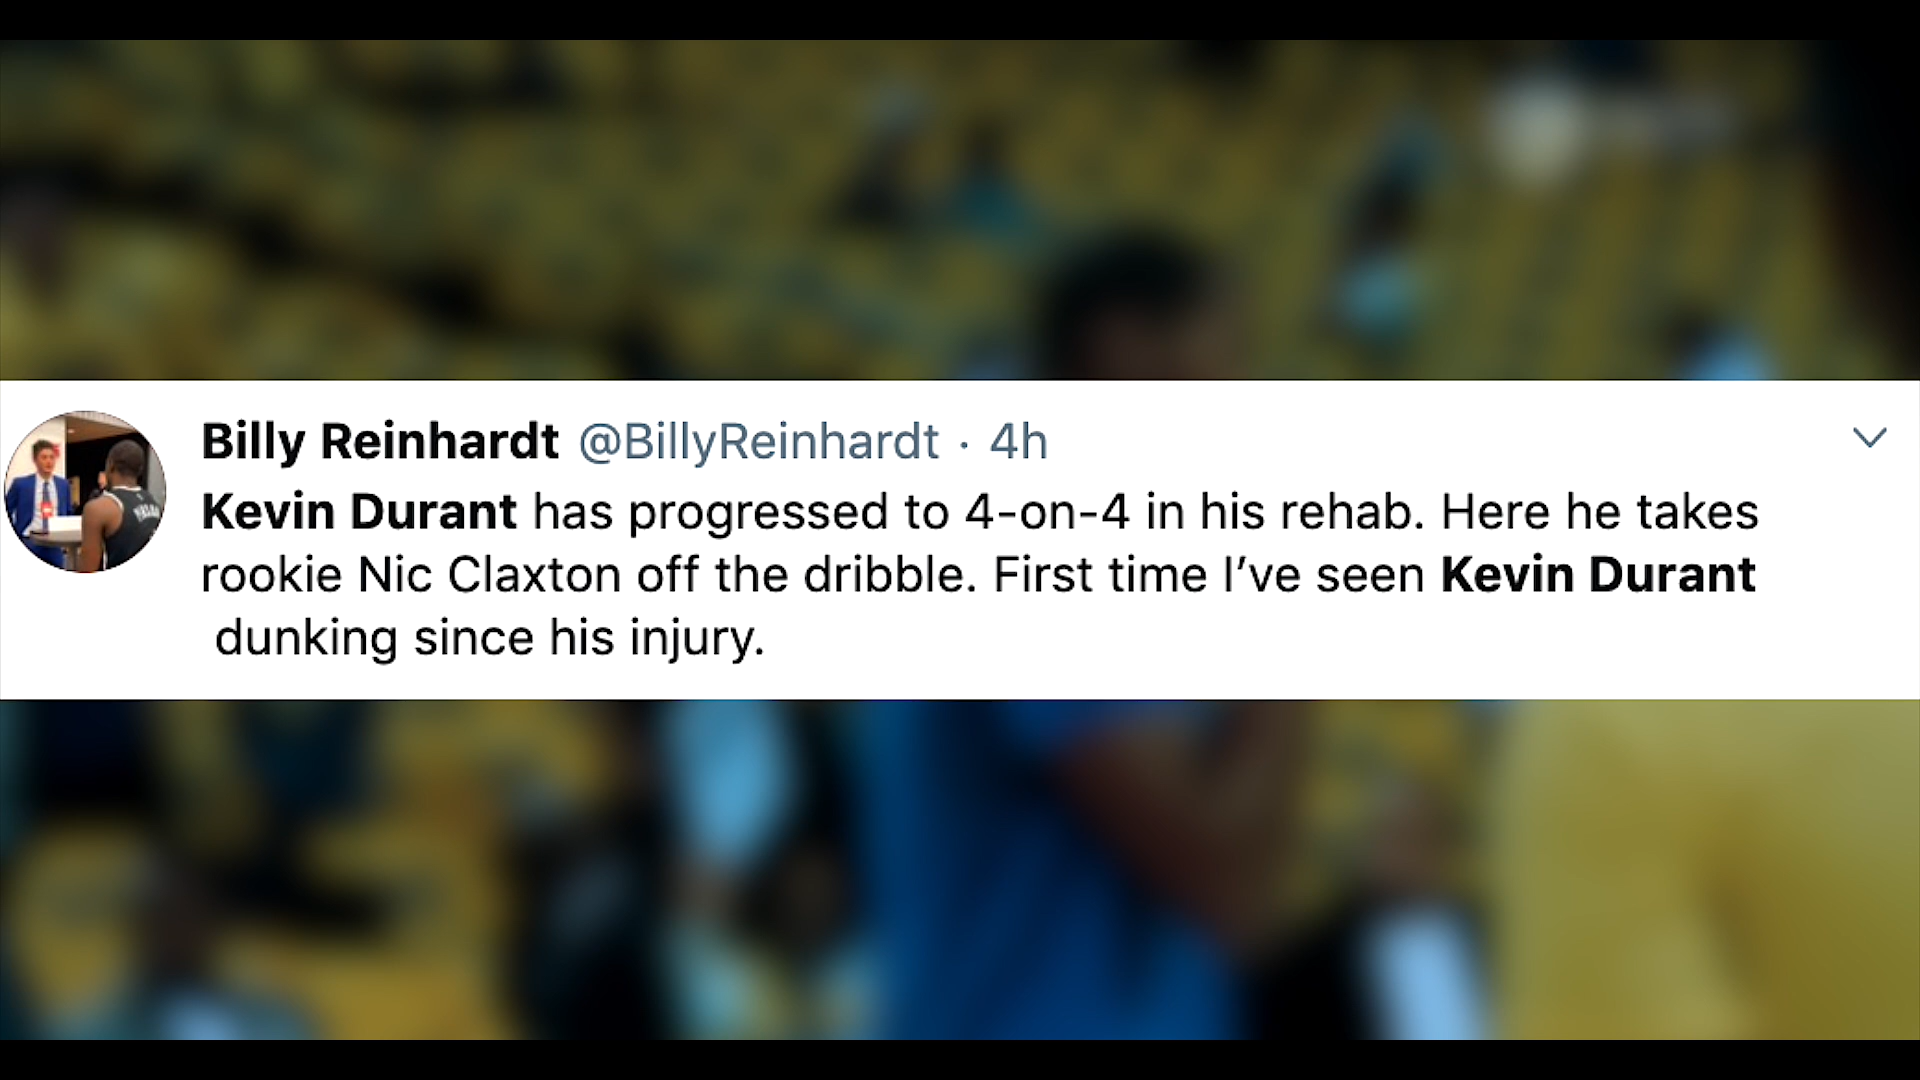 Billy Reinhardt @BillyReinhardt · 4h
Kevin Durant has progressed to 4-on-4 in his rehab. Here he takes
rookie Nic Claxton off the dribble. First time I’ve seen Kevin Durant
dunking since his injury.